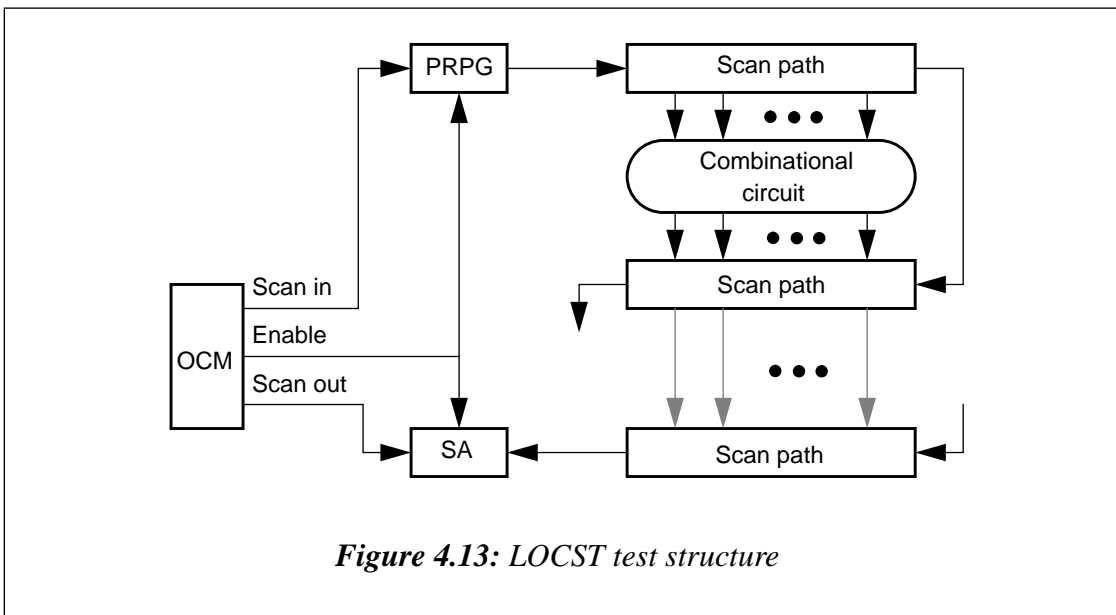 PRPG
Scan path
Combinational
circuit
Scan path
Scan in
Enable
OCM
Scan out
SA
Scan path
Figure 4.13: LOCST test structure